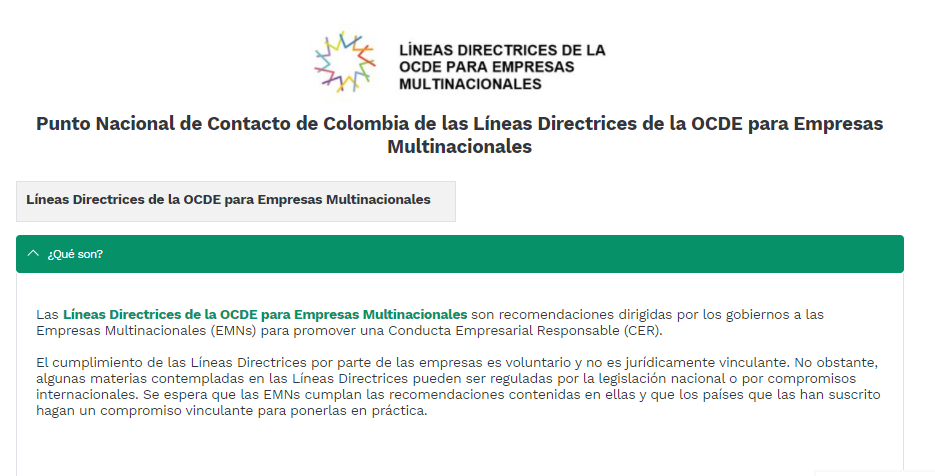 LÍNEAS DIRECTRICES DE LA
OCDE PARA EMPRESAS
MULTINACIONALES
Punto Nacional de Contacto de Colombia de las Líneas Directrices de la OCDE para Empresas
Multinacionales
Líneas Directrices de la OCDE para Empresas Multinacionales
¿Qué son?
Las Líneas Directrices de la OCDE para Empresas Multinacionales son recomendaciones dirigidas por los gobiernos a las
Empresas Multinacionales (EMNs) para promover una Conducta Empresarial Responsable (CER).
El cumplimiento de las Líneas Directrices por parte de las empresas es voluntario y no es jurídicamente vinculante. No obstante,
algunas materias contempladas en las Líneas Directrices pueden ser reguladas por la legislación nacional o por compromisos
internacionales. Se espera que las EMNs cumplan las recomendaciones contenidas en ellas y que los países que las han suscrito
hagan un compromiso vinculante para ponerlas en práctica.